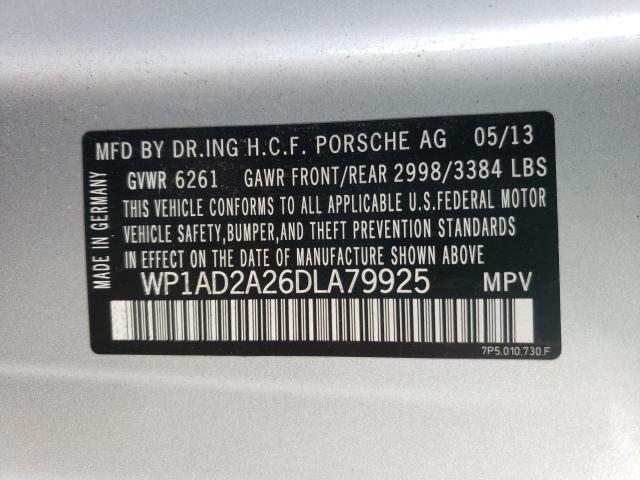 MFD BY DR.ING H.C.F. PORSCHE AG 05/13
GVWR 6261 GAWR FRONT/REAR 2998/3384 LBS
THIS VEHICLE CONFORMS TO ALL APPLICABLE U.S.FEDERAL MOTOR
VEHICLE SAFETY,BUMPER,AND THEFT PREVENTION STANDARDS
IN EFFECT ON THE DATE OF MANUFACTURE SHOWN ABOVE
WP1AD2A26DLA79925 MPV
7P5.010.730.F
MADE IN GERMANY